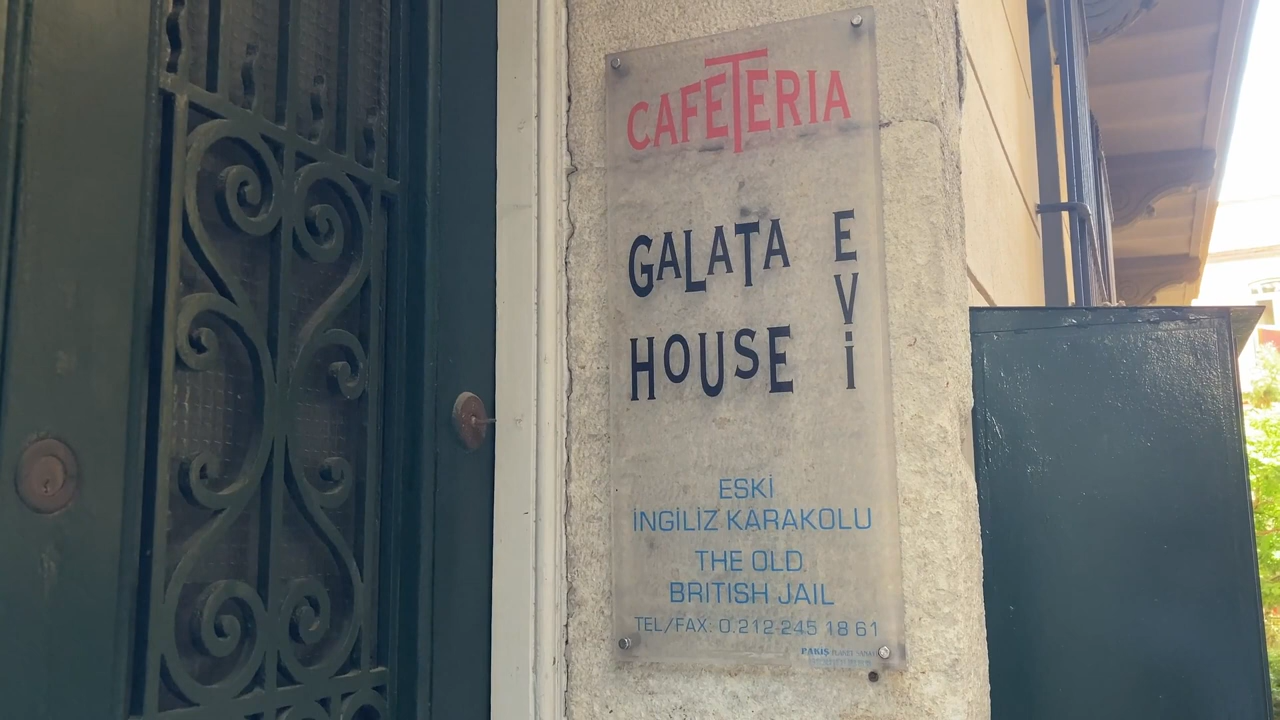 CAFETERIA
GALATA EVİ
HOUSE
ESKİ
İNGİLİZ KARAKOLU
THE OLD
BRITISH JAIL
TEL/FAX: 0.212-245 18 61